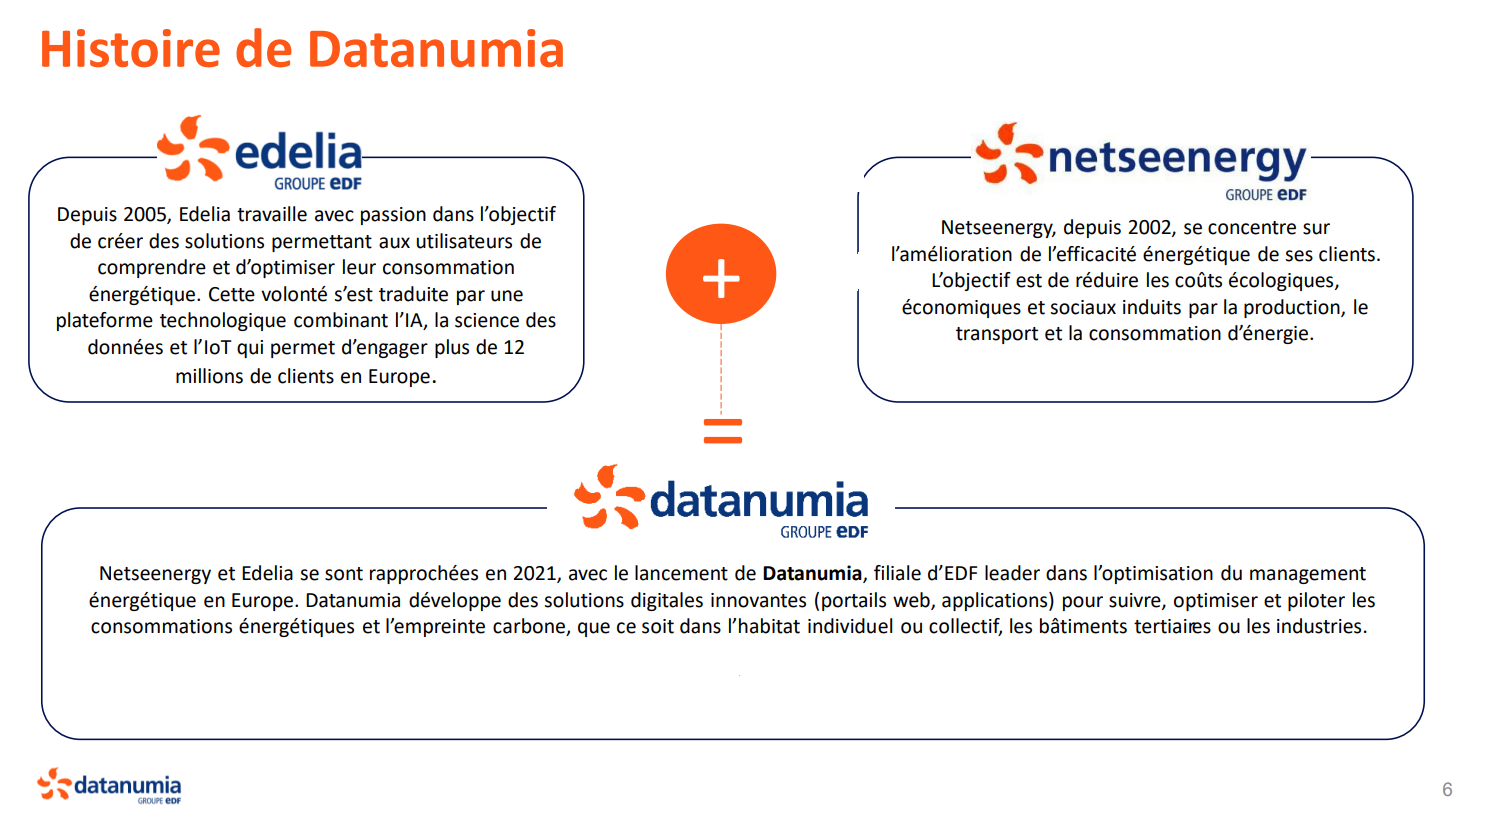 Histoire de Datanumia
edelia
GROUPE eDF
Depuis 2005, Edelia travaille avec passion dans l’objectif
de créer des solutions permettant aux utilisateurs de
comprendre et d’optimiser leur consommation
énergétique. Cette volonté s’est traduite par une
plateforme technologique combinant l’IA, la science des
données et l’IoT qui permet d’engager plus de 12
millions de clients en Europe.
+
netseenergy
GROUPE eDF
Netseenergy, depuis 2002, se concentre sur
l’amélioration de l’efficacité énergétique de ses clients.
L’objectif est de réduire les coûts écologiques,
économiques et sociaux induits par la production, le
transport et la consommation d’énergie.
=
datanumia
GROUPE eDF
Netseenergy et Edelia se sont rapprochées en 2021, avec le lancement de Datanumia, filiale d’EDF leader dans l’optimisation du management
énergétique en Europe. Datanumia développe des solutions digitales innovantes (portails web, applications) pour suivre, optimiser et piloter les
consommations énergétiques et l’empreinte carbone, que ce soit dans l’habitat individuel ou collectif, les bâtiments tertiaires ou les industries.
datanumia
GROUPE eDF
6